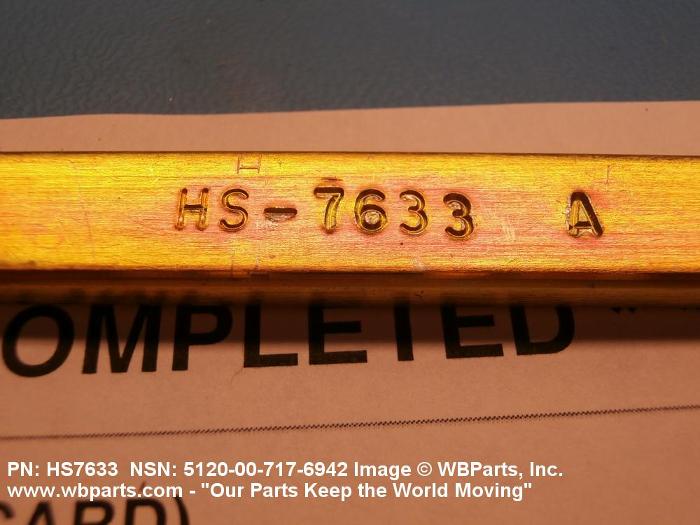 H
HS-7633 A
OMPLETED
PN: HS7633 NSN: 5120-00-717-6942 Image © WBParts, Inc.
www.wbparts.com - "Our Parts Keep the World Moving"
CARD)